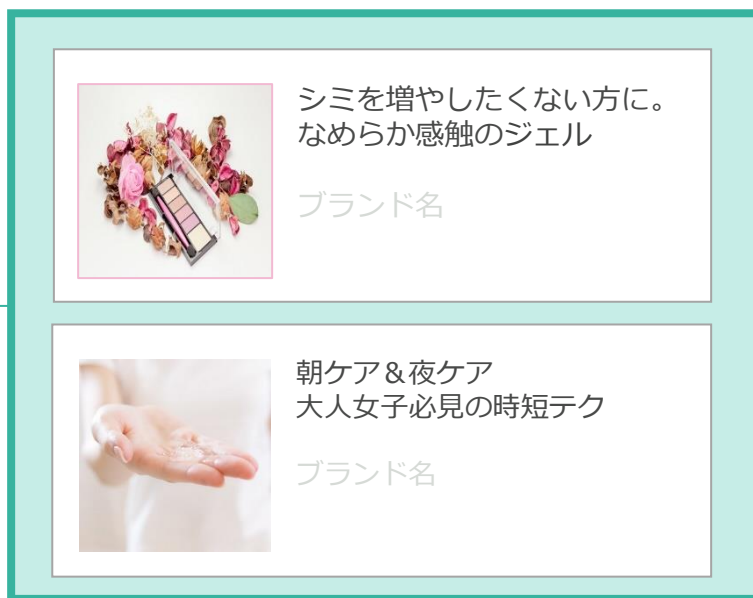 シミを増やしたくない方に。
なめらか感触のジェル
ブランド名
朝ケア＆夜ケア
大人女子必見の時短テク
ブランド名